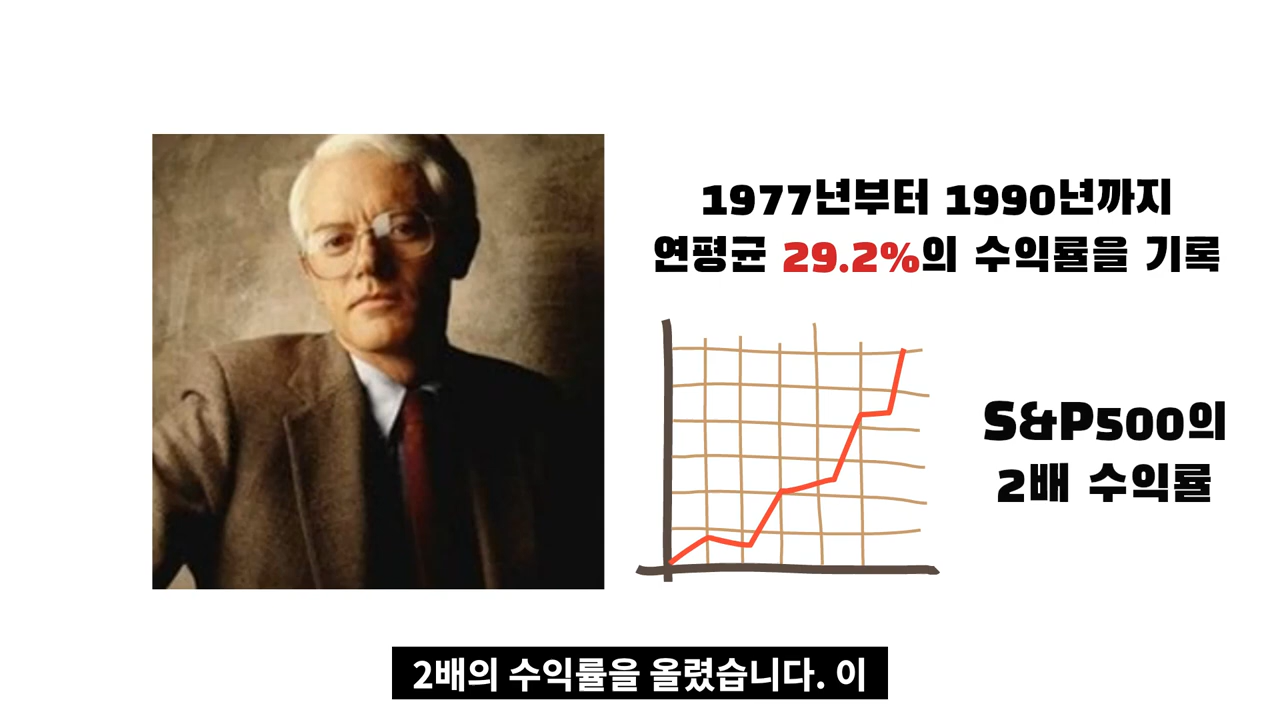 1977년부터 1990년까지
연평균 29.2%의 수익률을 기록
S&P500의
2배 수익률
2배의 수익률을 올렸습니다. 이